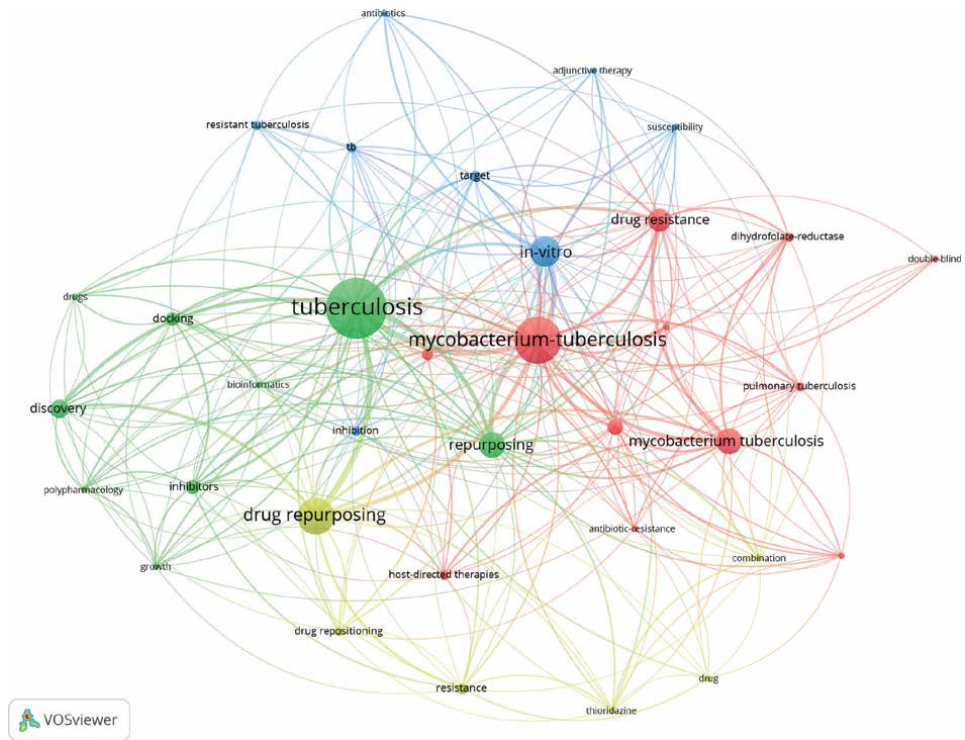 antibiotics
adjunctive therapy
resistant tuberculosis
susceptibility
tb
target
drug resistance
dihydrofolate-reductase
in-vitro
double-blind
drugs
tuberculosis
docking
mycobacterium-tuberculosis
bioinformatics
pulmonary tuberculosis
discovery
inhibition
repurposing
mycobacterium tuberculosis
polypharmacology
inhibitors
drug repurposing
antibiotic-resistance
combination
growth
host-directed therapies
drug repositioning
drug
resistance
thioridazine
VOSviewer